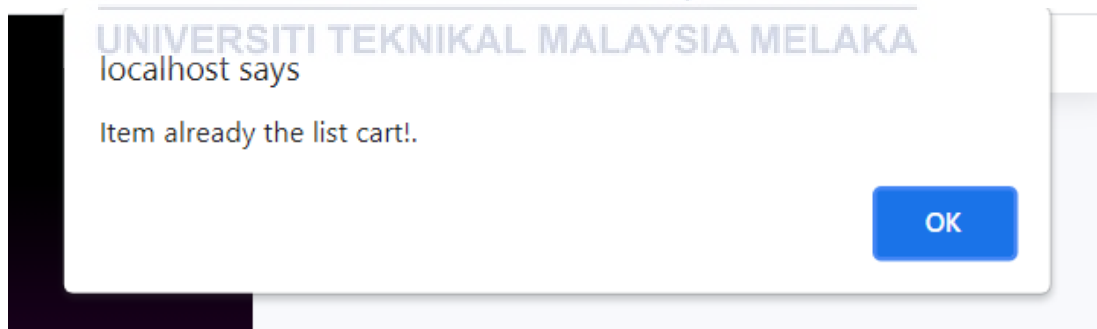 UNIVERSITI TEKNIKAL MALAYSIA MELAKA
localhost says
Item already the list cart!.
OK